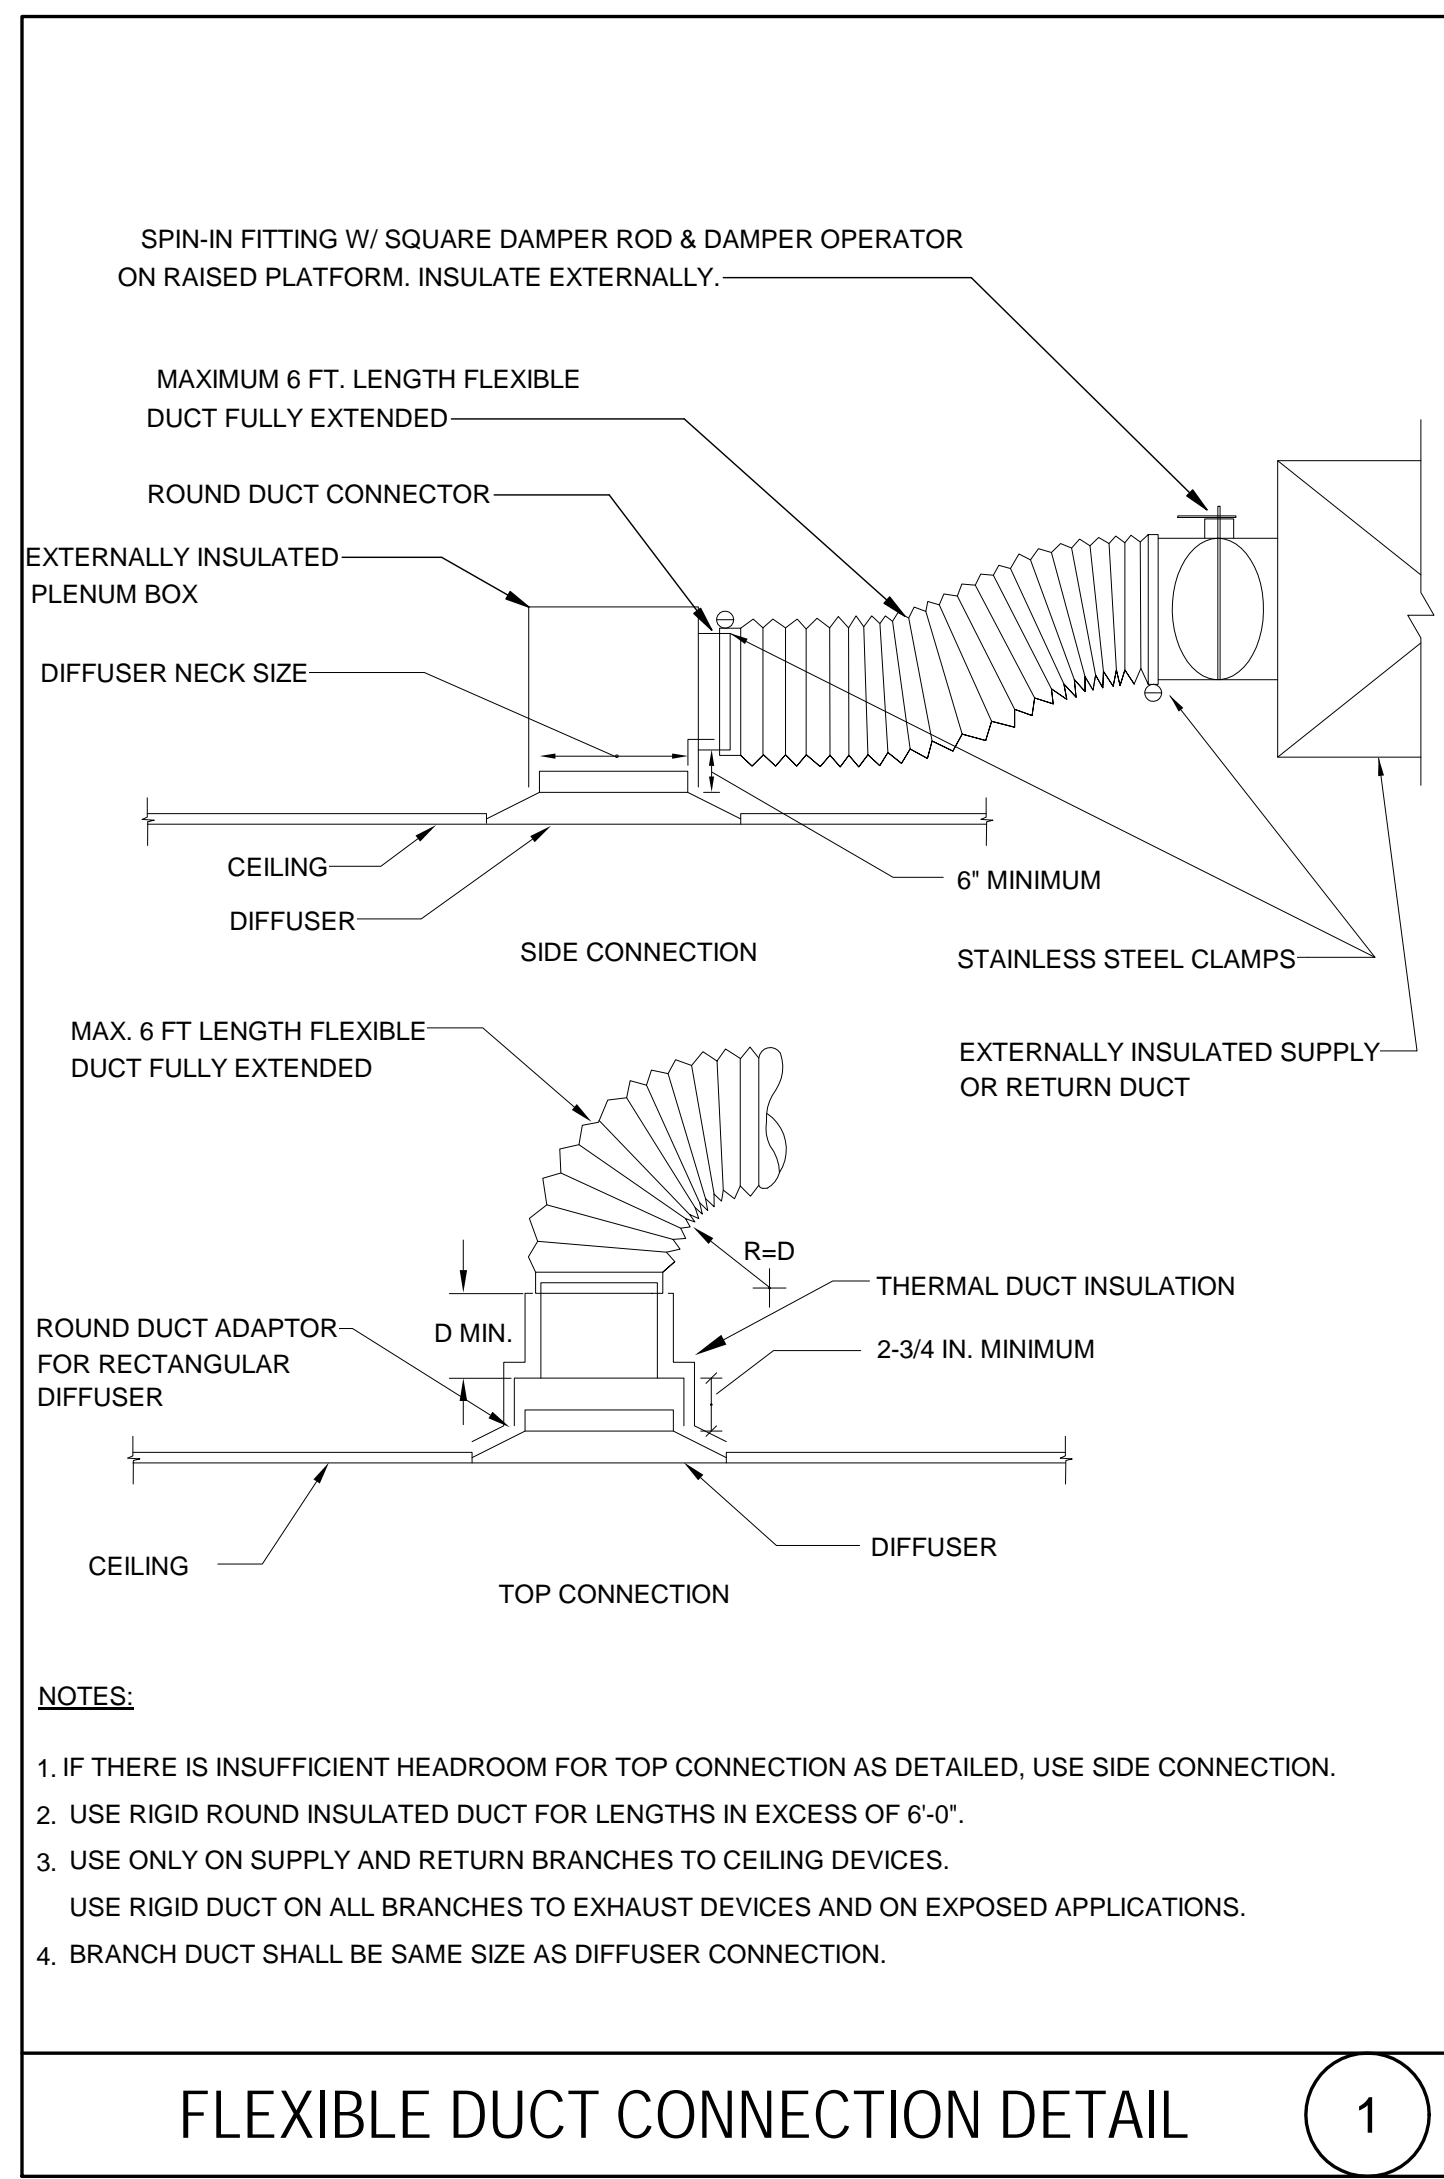 SPIN-IN FITTING W/ SQUARE DAMPER ROD & DAMPER OPERATOR
ON RAISED PLATFORM. INSULATE EXTERNALLY.
MAXIMUM 6 FT. LENGTH FLEXIBLE
DUCT FULLY EXTENDED
ROUND DUCT CONNECTOR
EXTERNALLY INSULATED
PLENUM BOX
DIFFUSER NECK SIZE
CEILING
DIFFUSER
6" MINIMUM
SIDE CONNECTION
STAINLESS STEEL CLAMPS
EXTERNALLY INSULATED SUPPLY
OR RETURN DUCT
MAX. 6 FT LENGTH FLEXIBLE
DUCT FULLY EXTENDED
R=D
THERMAL DUCT INSULATION
ROUND DUCT ADAPTOR
FOR RECTANGULAR
DIFFUSER
D MIN.
2-3/4 IN. MINIMUM
CEILING
DIFFUSER
TOP CONNECTION
NOTES:
1. IF THERE IS INSUFFICIENT HEADROOM FOR TOP CONNECTION AS DETAILED, USE SIDE CONNECTION.
2. USE RIGID ROUND INSULATED DUCT FOR LENGTHS IN EXCESS OF 6'-0".
3. USE ONLY ON SUPPLY AND RETURN BRANCHES TO CEILING DEVICES.
USE RIGID DUCT ON ALL BRANCHES TO EXHAUST DEVICES AND ON EXPOSED APPLICATIONS.
4. BRANCH DUCT SHALL BE SAME SIZE AS DIFFUSER CONNECTION.
FLEXIBLE DUCT CONNECTION DETAIL
1